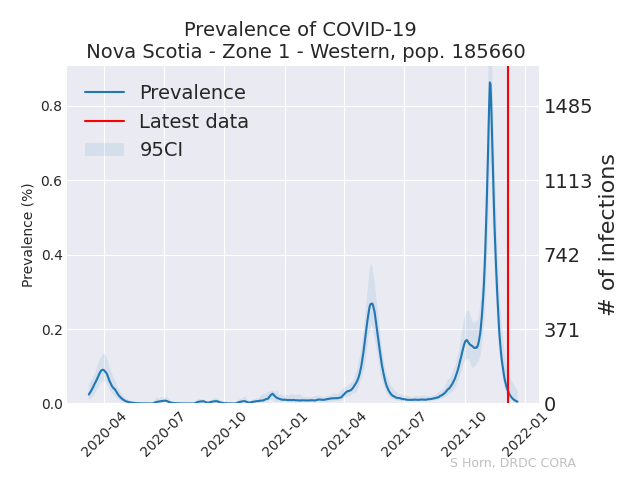 Prevalence of COVID-19
Nova Scotia - Zone 1 - Western, pop. 185660
Prevalence
Latest data
95CI
Prevalence (%)
0.8
0.6
0.4
0.2
0.0
1485
1113
742
371
0
# of infections
2020-04
2020-07
2020-10
2021-01
2021-04
2021-07
2021-10
2022-01
S Horn, DRDC CORA